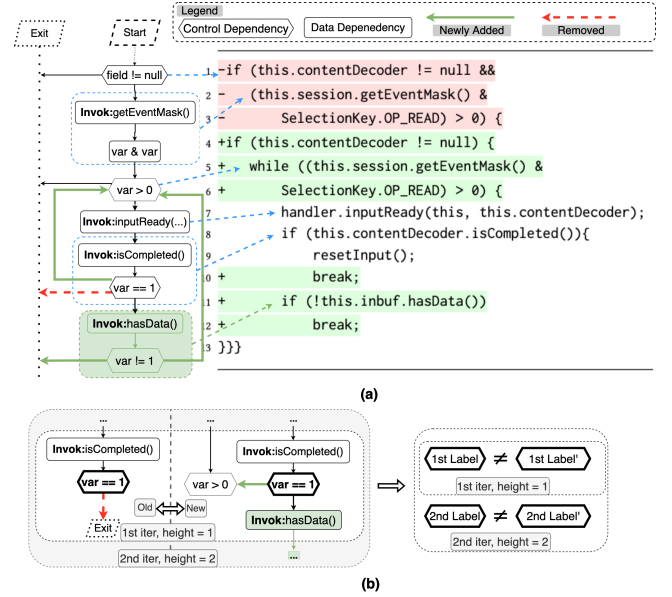 Legend
Exit
Start
Control Dependency
Data Depenedency
Newly Added
Removed
field != null
Invok:getEventMask()
var & var
var > 0
Invok:inputReady(...)
Invok:isCompleted()
var == 1
Invok:hasData()
var != 1
1 -if (this.contentDecoder != null &&
2 - (this.session.getEventMask() &
3 - SelectionKey.OP_READ) > 0) {
4 +if (this.contentDecoder != null) {
5 + while ((this.session.getEventMask() &
6 + SelectionKey.OP_READ) > 0) {
7 handler.inputReady(this, this.contentDecoder);
8 if (this.contentDecoder.isCompleted()){
9 resetInput();
10 + break;
11 + if (!this.inbuf.hasData())
12 + break;
13 }}}
(a)
... ... ...
Invok:isCompleted()
Invok:isCompleted()
var == 1
var > 0
var == 1
Old
New
Exit
Invok:hasData()
1st iter, height = 1
2nd iter, height = 2
...
1st Label ≠ 1st Label'
1st iter, height = 1
2nd Label ≠ 2nd Label'
2nd iter, height = 2
(b)